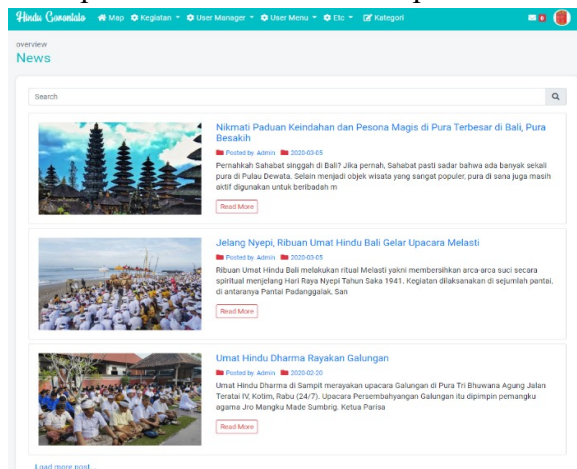 Hindu Gorontalo Map Kegiatan User Manager User Menu Etc Kategori
overview
News
Search
Nikmati Paduan Keindahan dan Pesona Magis di Pura Terbesar di Bali, Pura
Besakih
Posted by Admin 2020-03-05
Pernahkah Sahabat singgah di Bali? Jika pernah, Sahabat pasti sadar bahwa ada banyak sekali
pura di Pulau Dewata. Selain menjadi objek wisata yang sangat populer, pura di sana juga masih
aktif digunakan untuk beribadah m
Read More
Jelang Nyepi, Ribuan Umat Hindu Bali Gelar Upacara Melasti
Posted by Admin 2020-03-05
Ribuan Umat Hindu Bali melakukan ritual Melasti yakni membersihkan arca-arca suci secara
spiritual menjelang Hari Raya Nyepi Tahun Saka 1941. Kegiatan dilaksanakan di sejumlah pantai,
di antaranya Pantai Padanggalak, San
Read More
Umat Hindu Dharma Rayakan Galungan
Posted by Admin 2020-02-20
Umat Hindu Dharma di Sampit merayakan upacara Galungan di Pura Tri Bhuwana Agung Jalan
Teratai IV, Kotim, Rabu (24/7). Upacara Persembahyangan Galungan itu dipimpin pemangku
agama Jro Mangku Made Sumbrig. Ketua Parisa
Read More
Load more post...